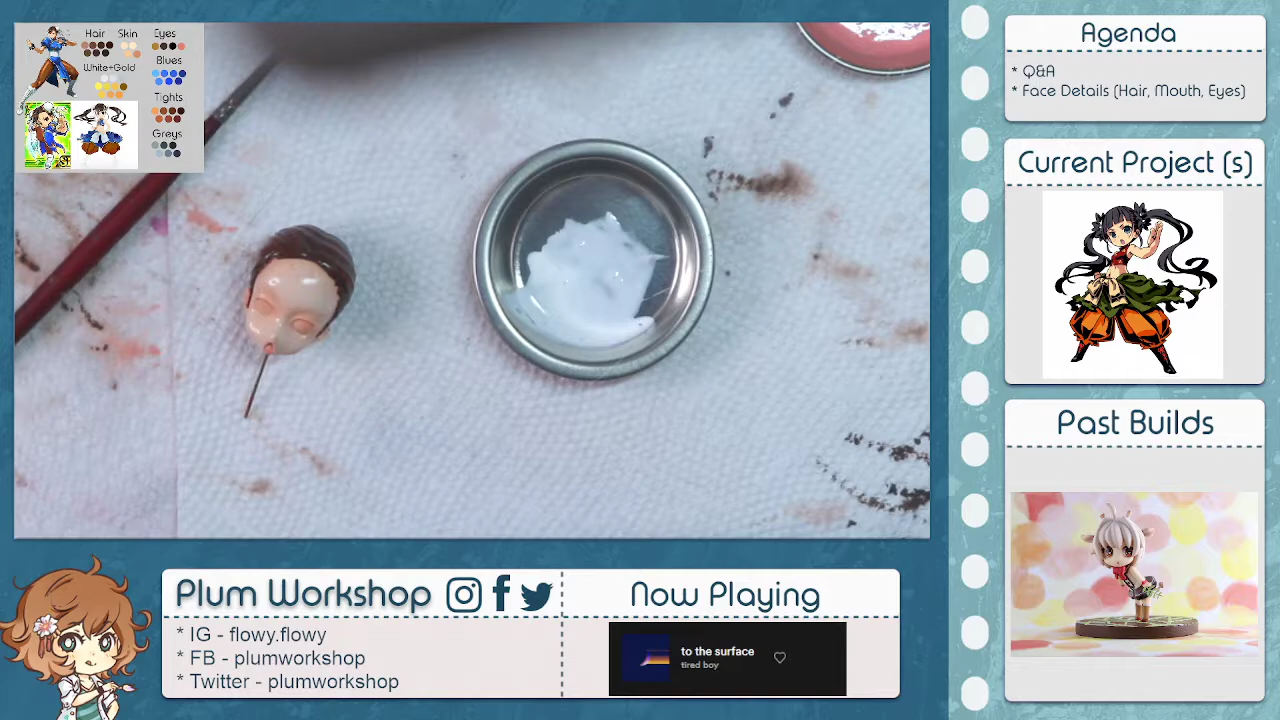 Hair
Skin
Eyes
White+Gold
Blues
Tights
Greys
Agenda
* Q&A
* Face Details (Hair, Mouth, Eyes)
Current Project (s)
Past Builds
Plum Workshop
* IG - flowy.flowy
* FB - plumworkshop
* Twitter - plumworkshop
Now Playing
to the surface
tired boy